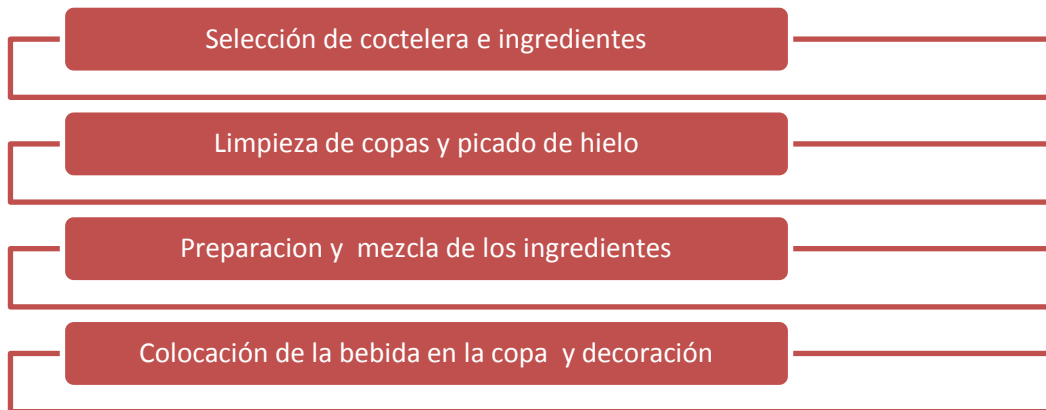 Selección de coctelera e ingredientes
Limpieza de copas y picado de hielo
Preparacion y  mezcla de los ingredientes
Colocación de la bebida en la copa  y decoración